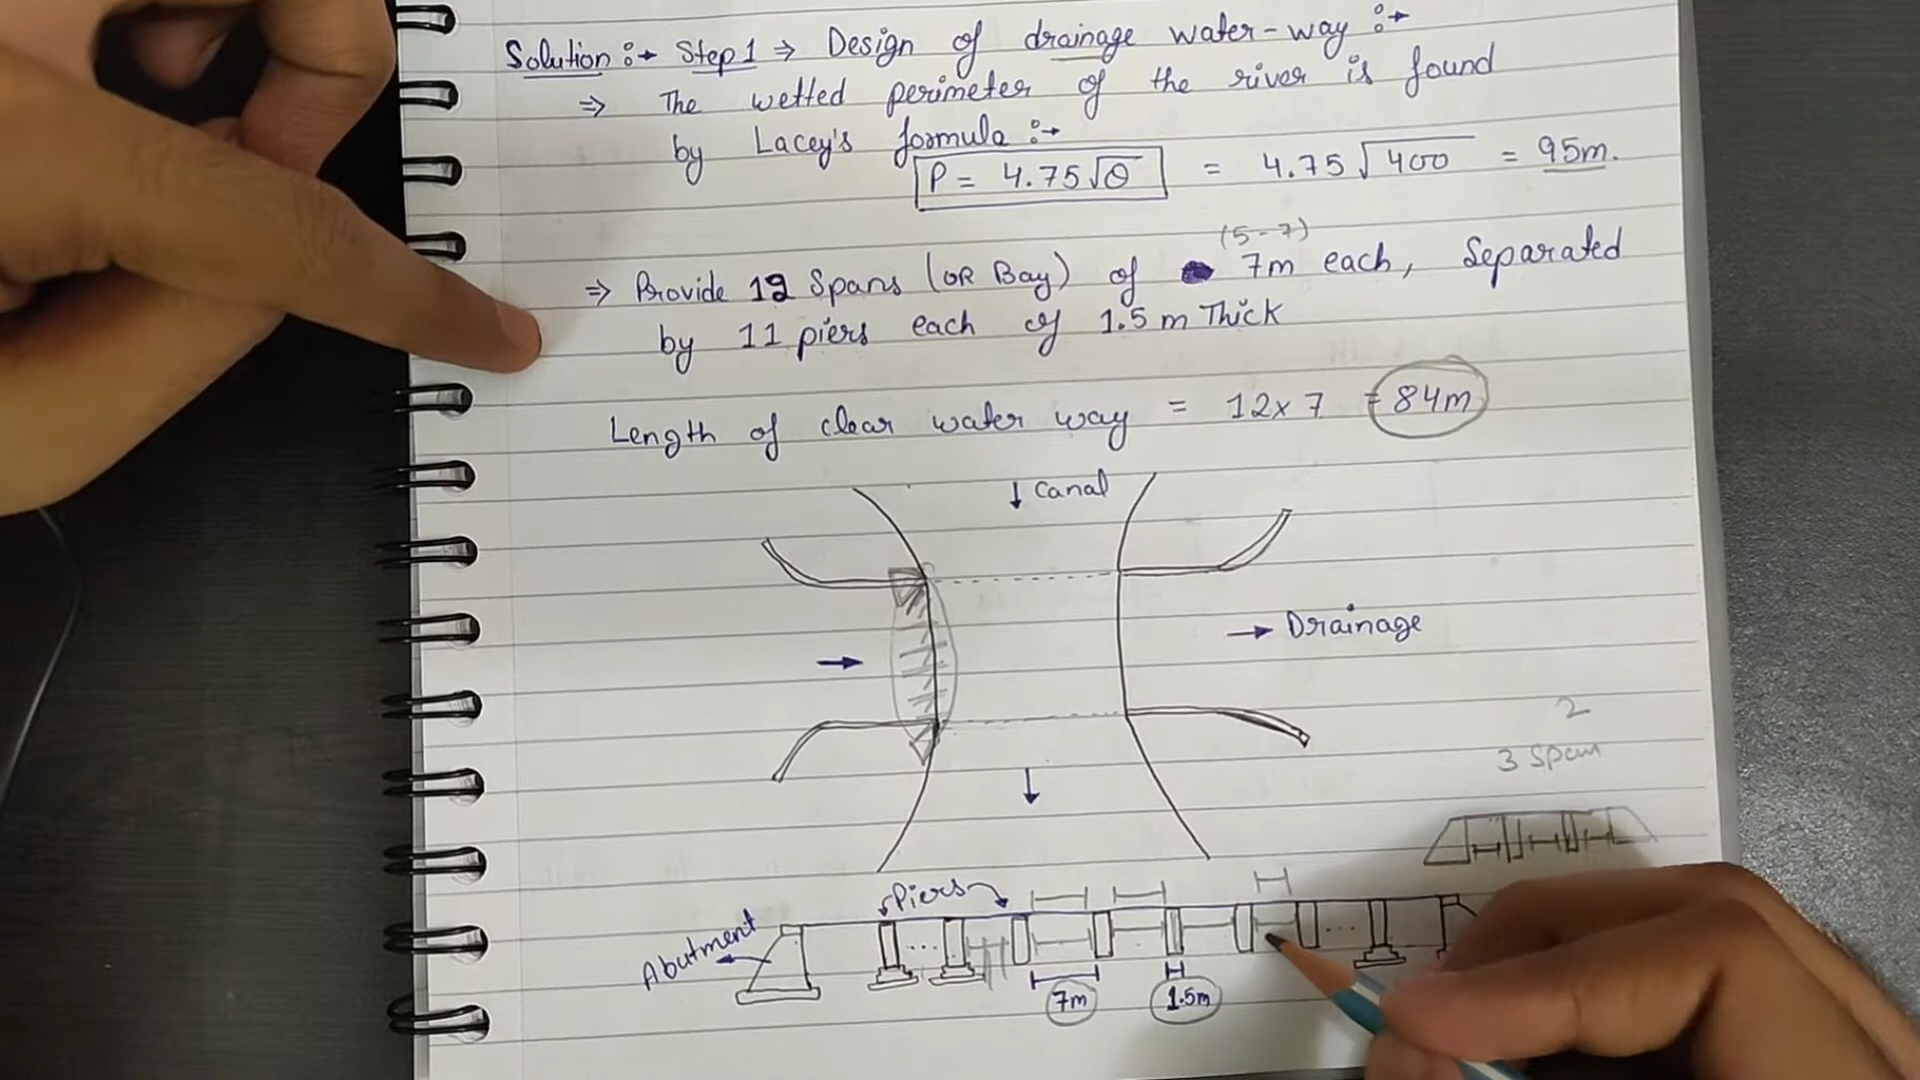 Solution :→ Step 1 ⇒ Design of drainage water-way :→
⇒ The wetted perimeter of the river is found
by Lacey's formula :→
P = 4.75√Q = 4.75√400 = 95m.
(5-7)
⇒ Provide 12 Spans (OR Bay) of 7m each, Separated
by 11 piers each of 1.5 m Thick
Length of clear water way = 12x7 = 84m
↓ Canal
→ Drainage
2
3 Span
Piers
Abutment
7m
1.5m